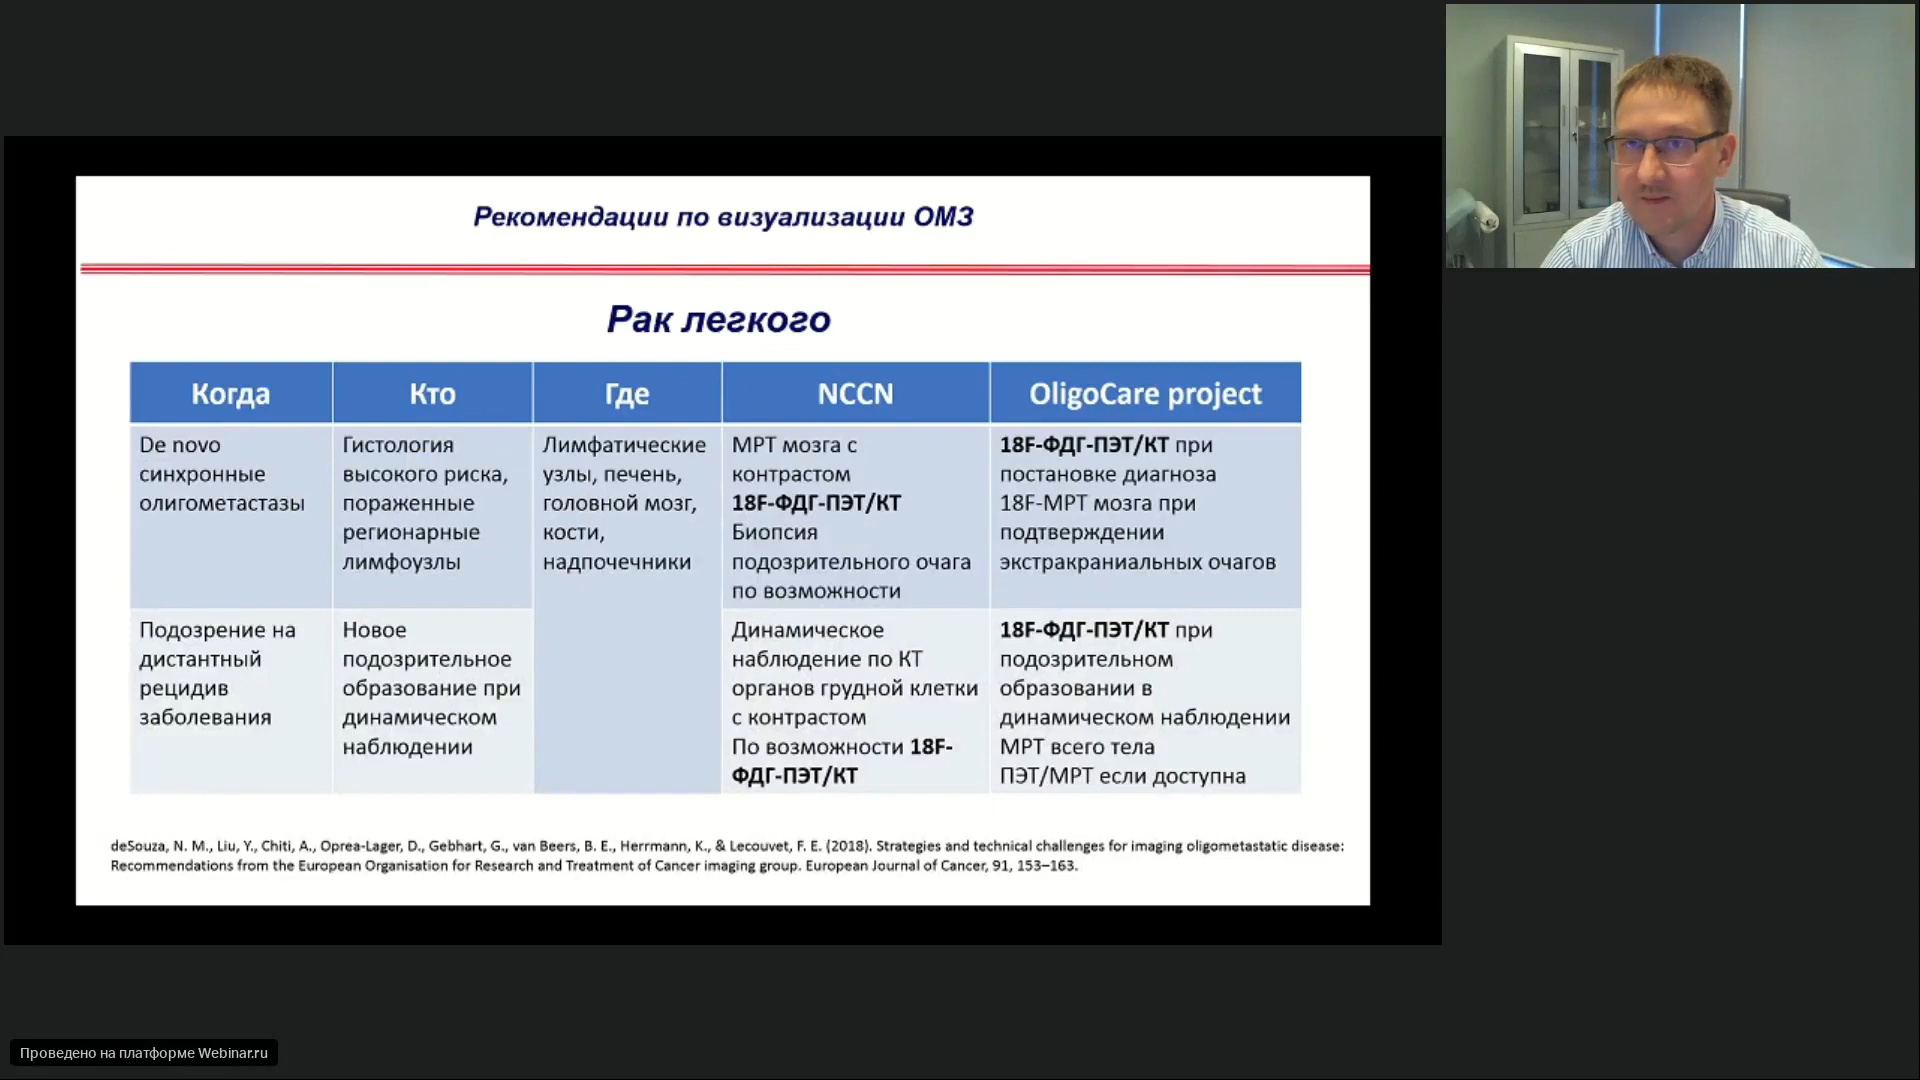 Рекомендации по визуализации ОМЗ
Рак легкого
Когда
Кто
Где
NCCN
OligoCare project
De novo
синхронные
олигометастазы
Гистология
высокого риска,
пораженные
регионарные
лимфоузлы
Лимфатические
узлы, печень,
головной мозг,
кости,
надпочечники
МРТ мозга с
контрастом
18F-ФДГ-ПЭТ/КТ
Биопсия
подозрительного очага
по возможности
18F-ФДГ-ПЭТ/КТ при
постановке диагноза
18F-МРТ мозга при
подтверждении
экстракраниальных очагов
Подозрение на
дистантный
рецидив
заболевания
Новое
подозрительное
образование при
динамическом
наблюдении
Динамическое
наблюдение по КТ
органов грудной клетки
с контрастом
По возможности 18F-
ФДГ-ПЭТ/КТ
18F-ФДГ-ПЭТ/КТ при
подозрительном
образовании в
динамическом наблюдении
МРТ всего тела
ПЭТ/МРТ если доступна
deSouza, N. M., Liu, Y., Chiti, A., Oprea-Lager, D., Gebhart, G., van Beers, B. E., Herrmann, K., & Lecouvet, F. E. (2018). Strategies and technical challenges for imaging oligometastatic disease:
Recommendations from the European Organisation for Research and Treatment of Cancer imaging group. European Journal of Cancer, 91, 153–163.
Проведено на платформе Webinar.ru